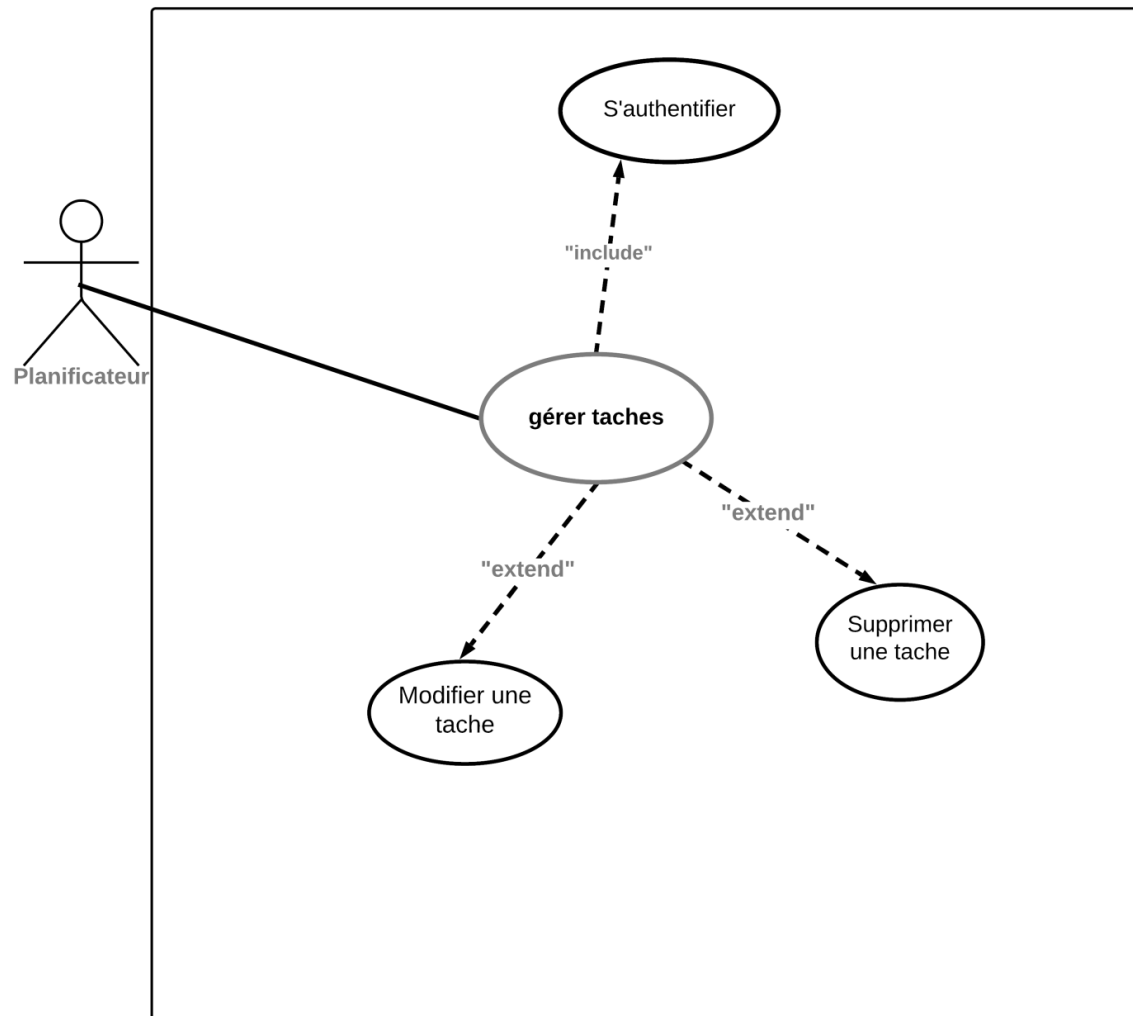 S'authentifier
"include"
Planificateur
gérer taches
"extend"
"extend"
Supprimer
une tache
Modifier une
tache